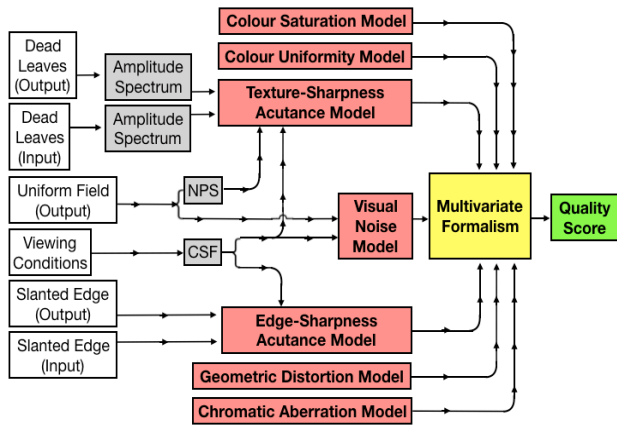 Colour Saturation Model
Colour Uniformity Model
Dead
Leaves
(Output)
Amplitude
Spectrum
Texture-Sharpness
Acutance Model
Dead
Leaves
(Input)
Amplitude
Spectrum
Uniform Field
(Output)
NPS
Visual
Noise
Model
Multivariate
Formalism
Quality
Score
Viewing
Conditions
CSF
Slanted Edge
(Output)
Edge-Sharpness
Acutance Model
Slanted Edge
(Input)
Geometric Distortion Model
Chromatic Aberration Model